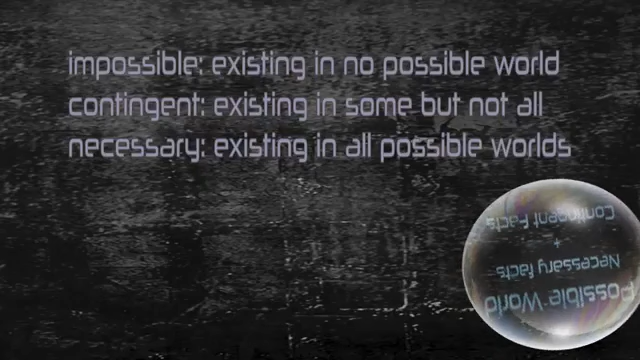 impossible: existing in no possible world
contingent: existing in some but not all
necessary: existing in all possible worlds
Possible World
Necessary facts
+
Contingent Facts